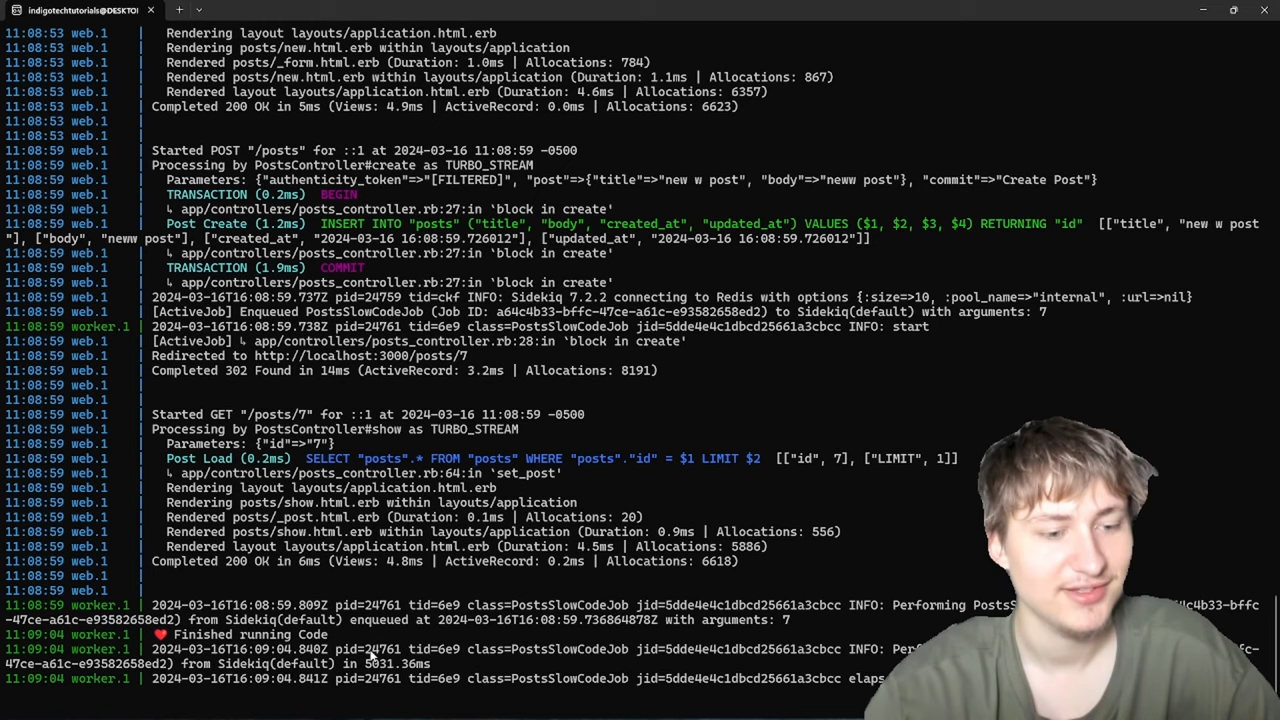 indigotechtutorials@DESKTO
11:08:53 web.1 | Rendering layout layouts/application.html.erb
11:08:53 web.1 | Rendering posts/new.html.erb within layouts/application
11:08:53 web.1 | Rendered posts/_form.html.erb (Duration: 1.0ms | Allocations: 784)
11:08:53 web.1 | Rendered posts/new.html.erb within layouts/application (Duration: 1.1ms | Allocations: 867)
11:08:53 web.1 | Rendered layout layouts/application.html.erb (Duration: 4.6ms | Allocations: 6357)
11:08:53 web.1 | Completed 200 OK in 5ms (Views: 4.9ms | ActiveRecord: 0.0ms | Allocations: 6623)
11:08:53 web.1 |
11:08:53 web.1 |
11:08:59 web.1 | Started POST "/posts" for ::1 at 2024-03-16 11:08:59 -0500
11:08:59 web.1 | Processing by PostsController#create as TURBO_STREAM
11:08:59 web.1 | Parameters: {"authenticity_token"=>"[FILTERED]", "post"=>{"title"=>"new w post", "body"=>"neww post"}, "commit"=>"Create Post"}
11:08:59 web.1 | TRANSACTION (0.2ms) BEGIN
11:08:59 web.1 | ↳ app/controllers/posts_controller.rb:27:in `block in create'
11:08:59 web.1 | Post Create (1.2ms) INSERT INTO "posts" ("title", "body", "created_at", "updated_at") VALUES ($1, $2, $3, $4) RETURNING "id" [["title", "new w post
"], ["body", "neww post"], ["created_at", "2024-03-16 16:08:59.726012"], ["updated_at", "2024-03-16 16:08:59.726012"]]
11:08:59 web.1 | ↳ app/controllers/posts_controller.rb:27:in `block in create'
11:08:59 web.1 | TRANSACTION (1.9ms) COMMIT
11:08:59 web.1 | ↳ app/controllers/posts_controller.rb:27:in `block in create'
11:08:59 web.1 | 2024-03-16T16:08:59.737Z pid=24759 tid=ckf INFO: Sidekiq 7.2.2 connecting to Redis with options {:size=>10, :pool_name=>"internal", :url=>nil}
11:08:59 web.1 | [ActiveJob] Enqueued PostsSlowCodeJob (Job ID: a64c4b33-bffc-47ce-a61c-e93582658ed2) to Sidekiq(default) with arguments: 7
11:08:59 worker.1 | 2024-03-16T16:08:59.738Z pid=24761 tid=6e9 class=PostsSlowCodeJob jid=5dde4e4c1dbcd25661a3cbcc INFO: start
11:08:59 web.1 | [ActiveJob] ↳ app/controllers/posts_controller.rb:28:in `block in create'
11:08:59 web.1 | Redirected to http://localhost:3000/posts/7
11:08:59 web.1 | Completed 302 Found in 14ms (ActiveRecord: 3.2ms | Allocations: 8191)
11:08:59 web.1 |
11:08:59 web.1 |
11:08:59 web.1 | Started GET "/posts/7" for ::1 at 2024-03-16 11:08:59 -0500
11:08:59 web.1 | Processing by PostsController#show as TURBO_STREAM
11:08:59 web.1 | Parameters: {"id"=>"7"}
11:08:59 web.1 | Post Load (0.2ms) SELECT "posts".* FROM "posts" WHERE "posts"."id" = $1 LIMIT $2 [["id", 7], ["LIMIT", 1]]
11:08:59 web.1 | ↳ app/controllers/posts_controller.rb:64:in `set_post'
11:08:59 web.1 | Rendering layout layouts/application.html.erb
11:08:59 web.1 | Rendering posts/show.html.erb within layouts/application
11:08:59 web.1 | Rendered posts/_post.html.erb (Duration: 0.1ms | Allocations: 20)
11:08:59 web.1 | Rendered posts/show.html.erb within layouts/application (Duration: 0.9ms | Allocations: 556)
11:08:59 web.1 | Rendered layout layouts/application.html.erb (Duration: 4.5ms | Allocations: 5886)
11:08:59 web.1 | Completed 200 OK in 6ms (Views: 4.8ms | ActiveRecord: 0.2ms | Allocations: 6618)
11:08:59 web.1 |
11:08:59 web.1 |
11:08:59 worker.1 | 2024-03-16T16:08:59.809Z pid=24761 tid=6e9 class=PostsSlowCodeJob jid=5dde4e4c1dbcd25661a3cbcc INFO: Performing PostsS 4c4b33-bffc
-47ce-a61c-e93582658ed2) from Sidekiq(default) enqueued at 2024-03-16T16:08:59.736864878Z with arguments: 7
11:09:04 worker.1 | ❤️ Finished running Code
11:09:04 worker.1 | 2024-03-16T16:09:04.840Z pid=24761 tid=6e9 class=PostsSlowCodeJob jid=5dde4e4c1dbcd25661a3cbcc INFO: Per fc-
47ce-a61c-e93582658ed2) from Sidekiq(default) in 5031.36ms
11:09:04 worker.1 | 2024-03-16T16:09:04.841Z pid=24761 tid=6e9 class=PostsSlowCodeJob jid=5dde4e4c1dbcd25661a3cbcc elaps